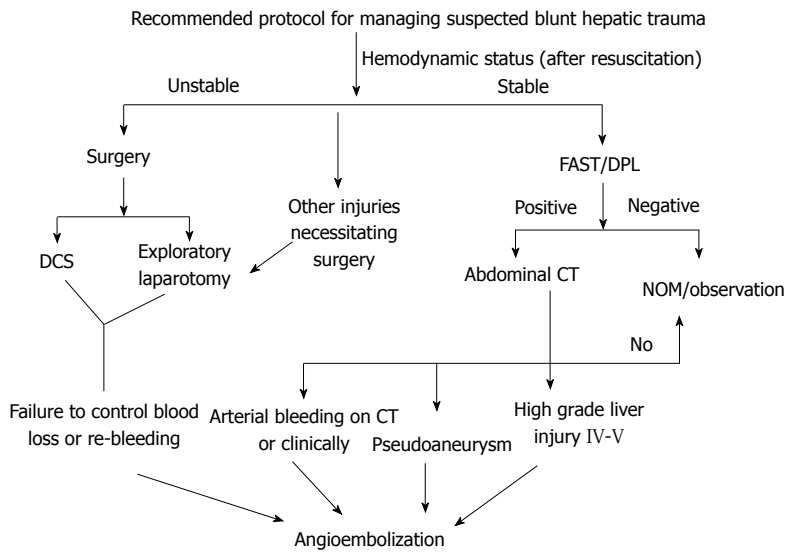 Recommended protocol for managing suspected blunt hepatic trauma
Hemodynamic status (after resuscitation)
Unstable
Stable
Surgery
FAST/DPL
Other injuries
necessitating
surgery
Positive
Negative
DCS
Exploratory
laparotomy
Abdominal CT
NOM/observation
No
Failure to control blood
loss or re-bleeding
Arterial bleeding on CT
or clinically
Pseudoaneurysm
High grade liver
injury IV-V
Angioembolization